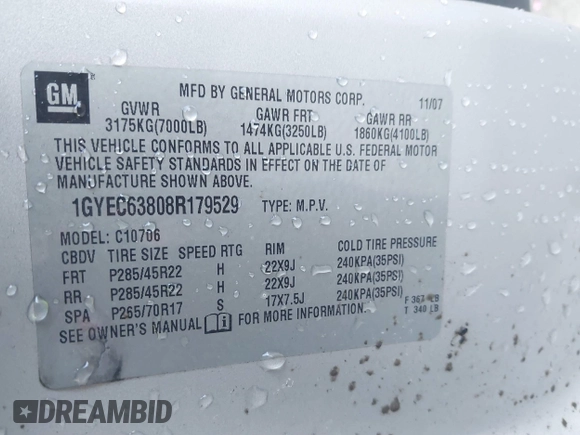 GM
MFD BY GENERAL MOTORS CORP. 11/07
GVWR GAWR FRT GAWR RR
3175KG(7000LB) 1474KG(3250LB) 1860KG(4100LB)
THIS VEHICLE CONFORMS TO ALL APPLICABLE U.S. FEDERAL MOTOR
VEHICLE SAFETY STANDARDS IN EFFECT ON THE DATE OF
MANUFACTURE SHOWN ABOVE.
1GYEC63808R179529 TYPE: M.P.V.
MODEL: C10706
CBDV TIRE SIZE SPEED RTG RIM COLD TIRE PRESSURE
FRT P285/45R22 H 22X9J 240KPA(35PSI)
RR P285/45R22 H 22X9J 240KPA(35PSI)
SPA P265/70R17 S 17X7.5J 240KPA(35PSI)
SEE OWNER'S MANUAL FOR MORE INFORMATION.
F 367 LB
T 340 LB
DREAMBID